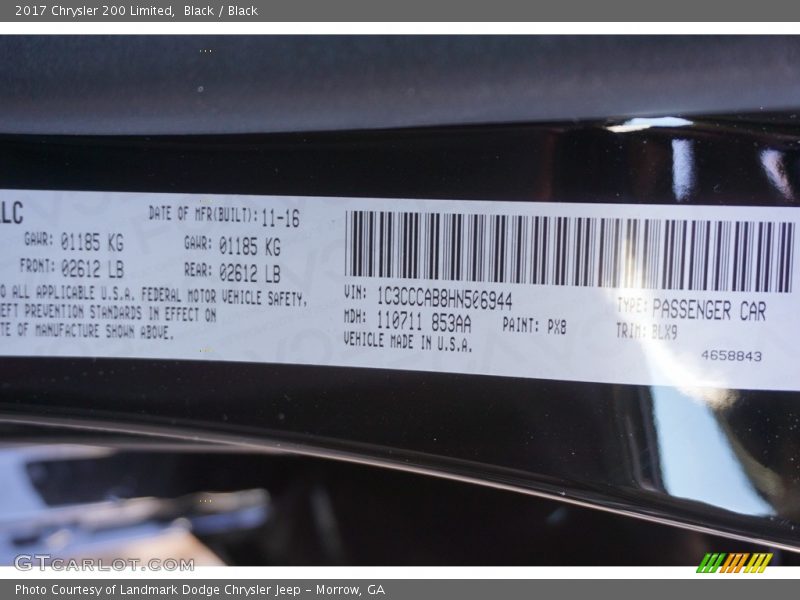 2017 Chrysler 200 Limited, Black / Black
LLC
DATE OF MFR(BUILT): 11-16
GAWR: 01185 KG GAWR: 01185 KG
FRONT: 02612 LB REAR: 02612 LB
O ALL APPLICABLE U.S.A. FEDERAL MOTOR VEHICLE SAFETY,
EFT PREVENTION STANDARDS IN EFFECT ON
TE OF MANUFACTURE SHOWN ABOVE.
VIN: 1C3CCCAB8HN506944
TYPE: PASSENGER CAR
MDH: 110711 853AA PAINT: PX8 TRIM: BLX9
VEHICLE MADE IN U.S.A.
4658843
GTCARLOT.COM
Photo Courtesy of Landmark Dodge Chrysler Jeep – Morrow, GA